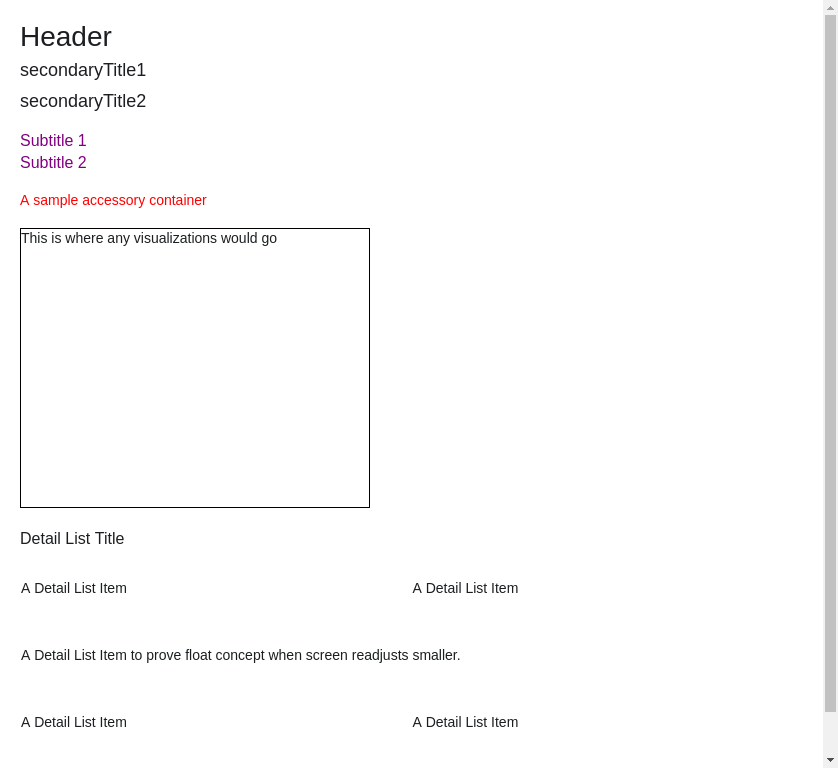 Header
secondaryTitle1
secondaryTitle2
Subtitle 1
Subtitle 2
A sample accessory container
This is where any visualizations would go
Detail List Title
A Detail List Item
A Detail List Item
A Detail List Item to prove float concept when screen readjusts smaller.
A Detail List Item
A Detail List Item